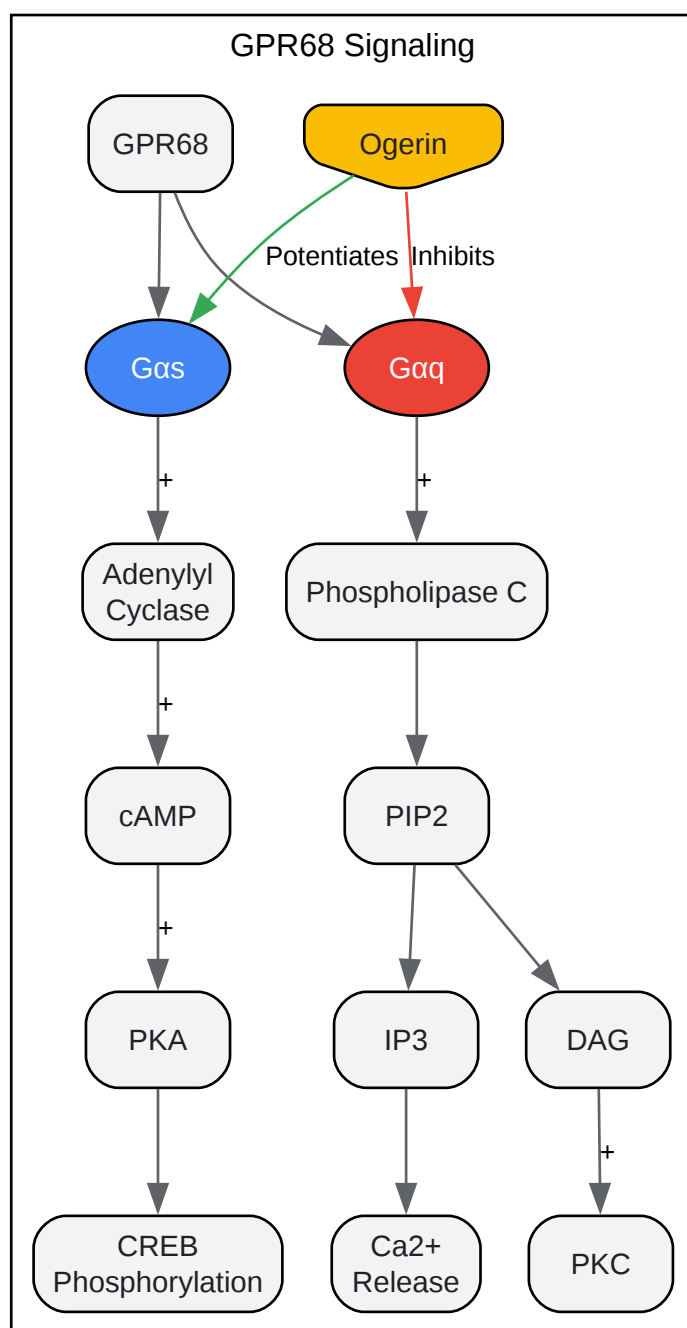 GPR68 Signaling
GPR68
Ogerin
Potentiates
Inhibits
Gαs
Gαq
+
+
Adenylyl
Cyclase
Phospholipase C
+
cAMP
PIP2
+
PKA
IP3
DAG
+
CREB
Phosphorylation
Ca2+
Release
PKC